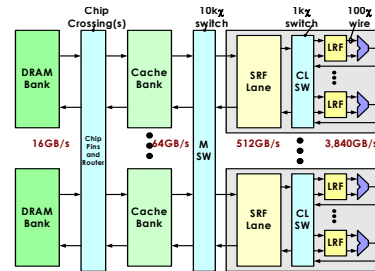 Chip
Crossing(s)
10kχ
switch
1kχ
switch
100χ
wire
DRAM
Bank
Cache
Bank
SRF
Lane
CL
SW
LRF
LRF
16GB/s
Chip
Pins
and
Router
64GB/s
M
SW
512GB/s
3,840GB/s
DRAM
Bank
Cache
Bank
SRF
Lane
CL
SW
LRF
LRF